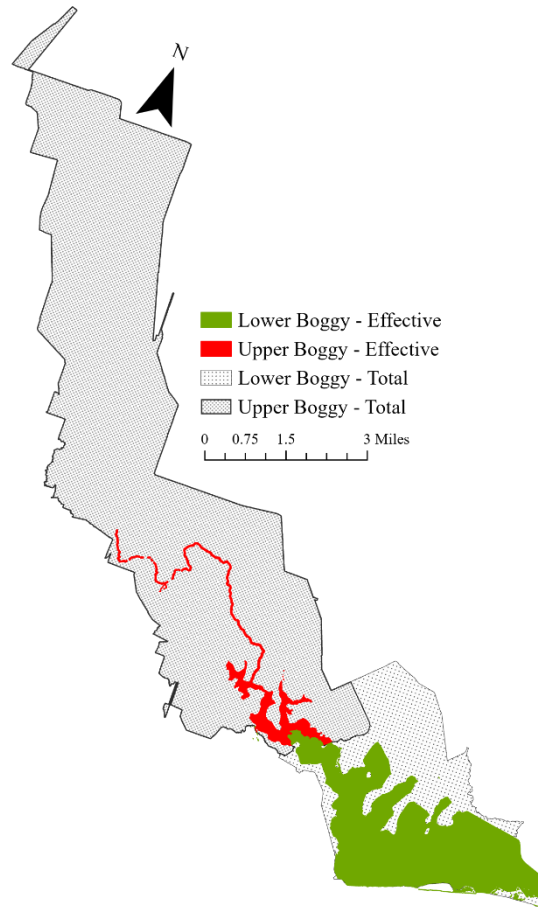 N
Lower Boggy - Effective
Upper Boggy - Effective
Lower Boggy - Total
Upper Boggy - Total
0 0.75 1.5 3 Miles